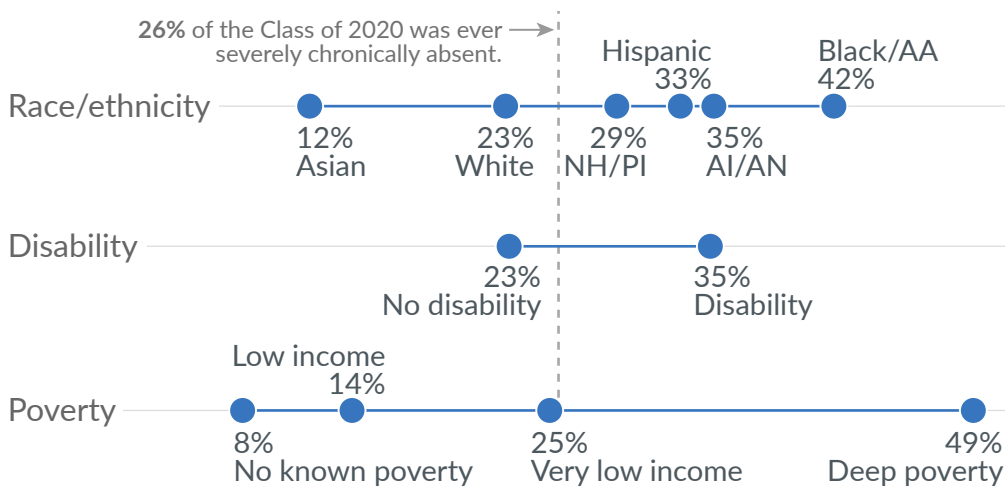 26% of the Class of 2020 was ever
severely chronically absent.
Hispanic
33%
Black/AA
42%
Race/ethnicity
12%
Asian
23%
White
29%
NH/PI
35%
AI/AN
Disability
23%
No disability
35%
Disability
Low income
14%
Poverty
8%
No known poverty
25%
Very low income
49%
Deep poverty